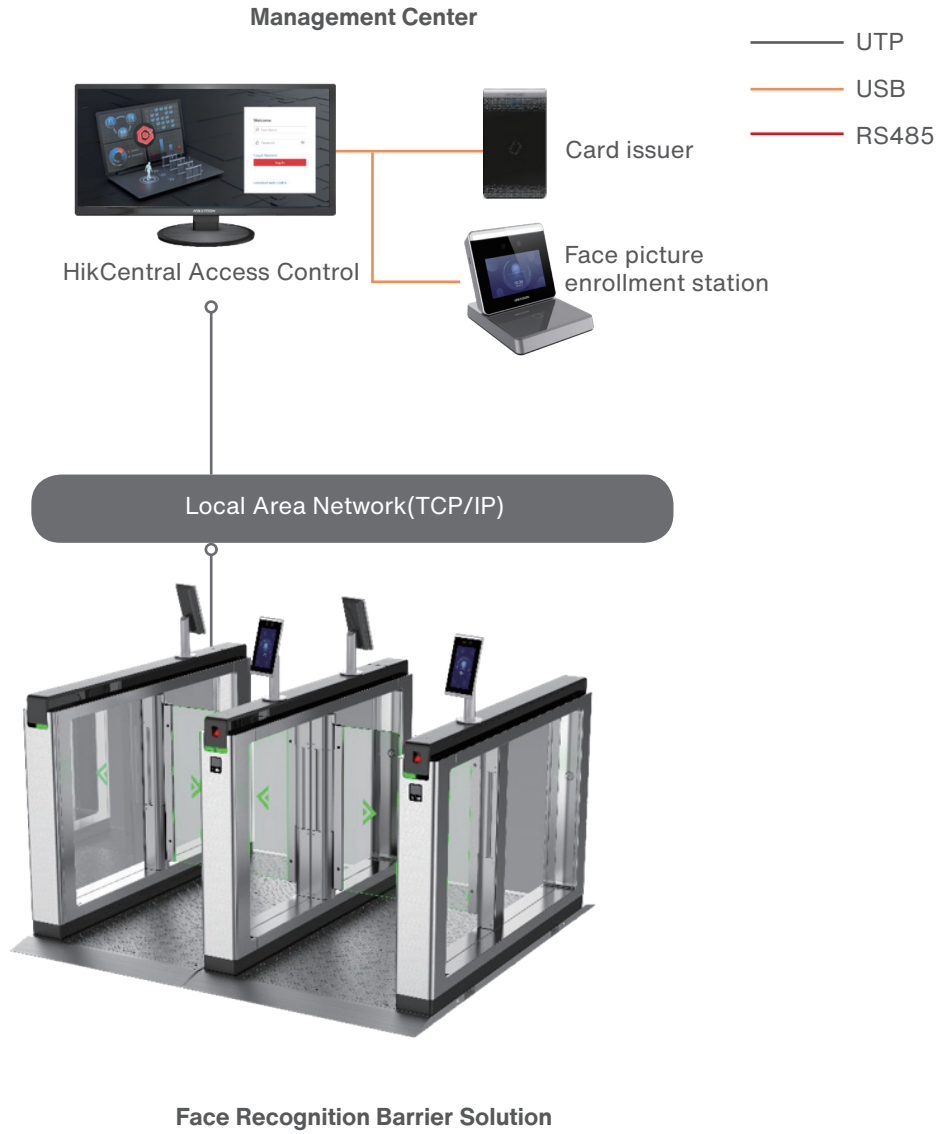 Management Center
UTP
USB
RS485
Welcome
Card issuer
HikCentral Access Control
Face picture
enrollment station
Local Area Network(TCP/IP)
Face Recognition Barrier Solution